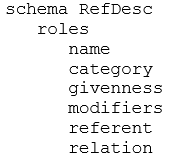 schema RefDesc
roles
name
category
givenness
modifiers
referent
relation